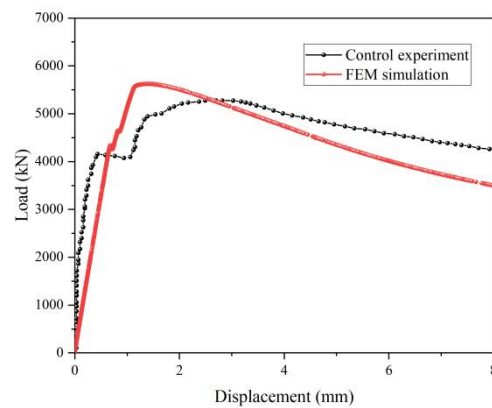 7000
6000
5000
4000
3000
2000
1000
0
Load (kN)
Control experiment
FEM simulation
0 2 4 6 8
Displacement (mm)